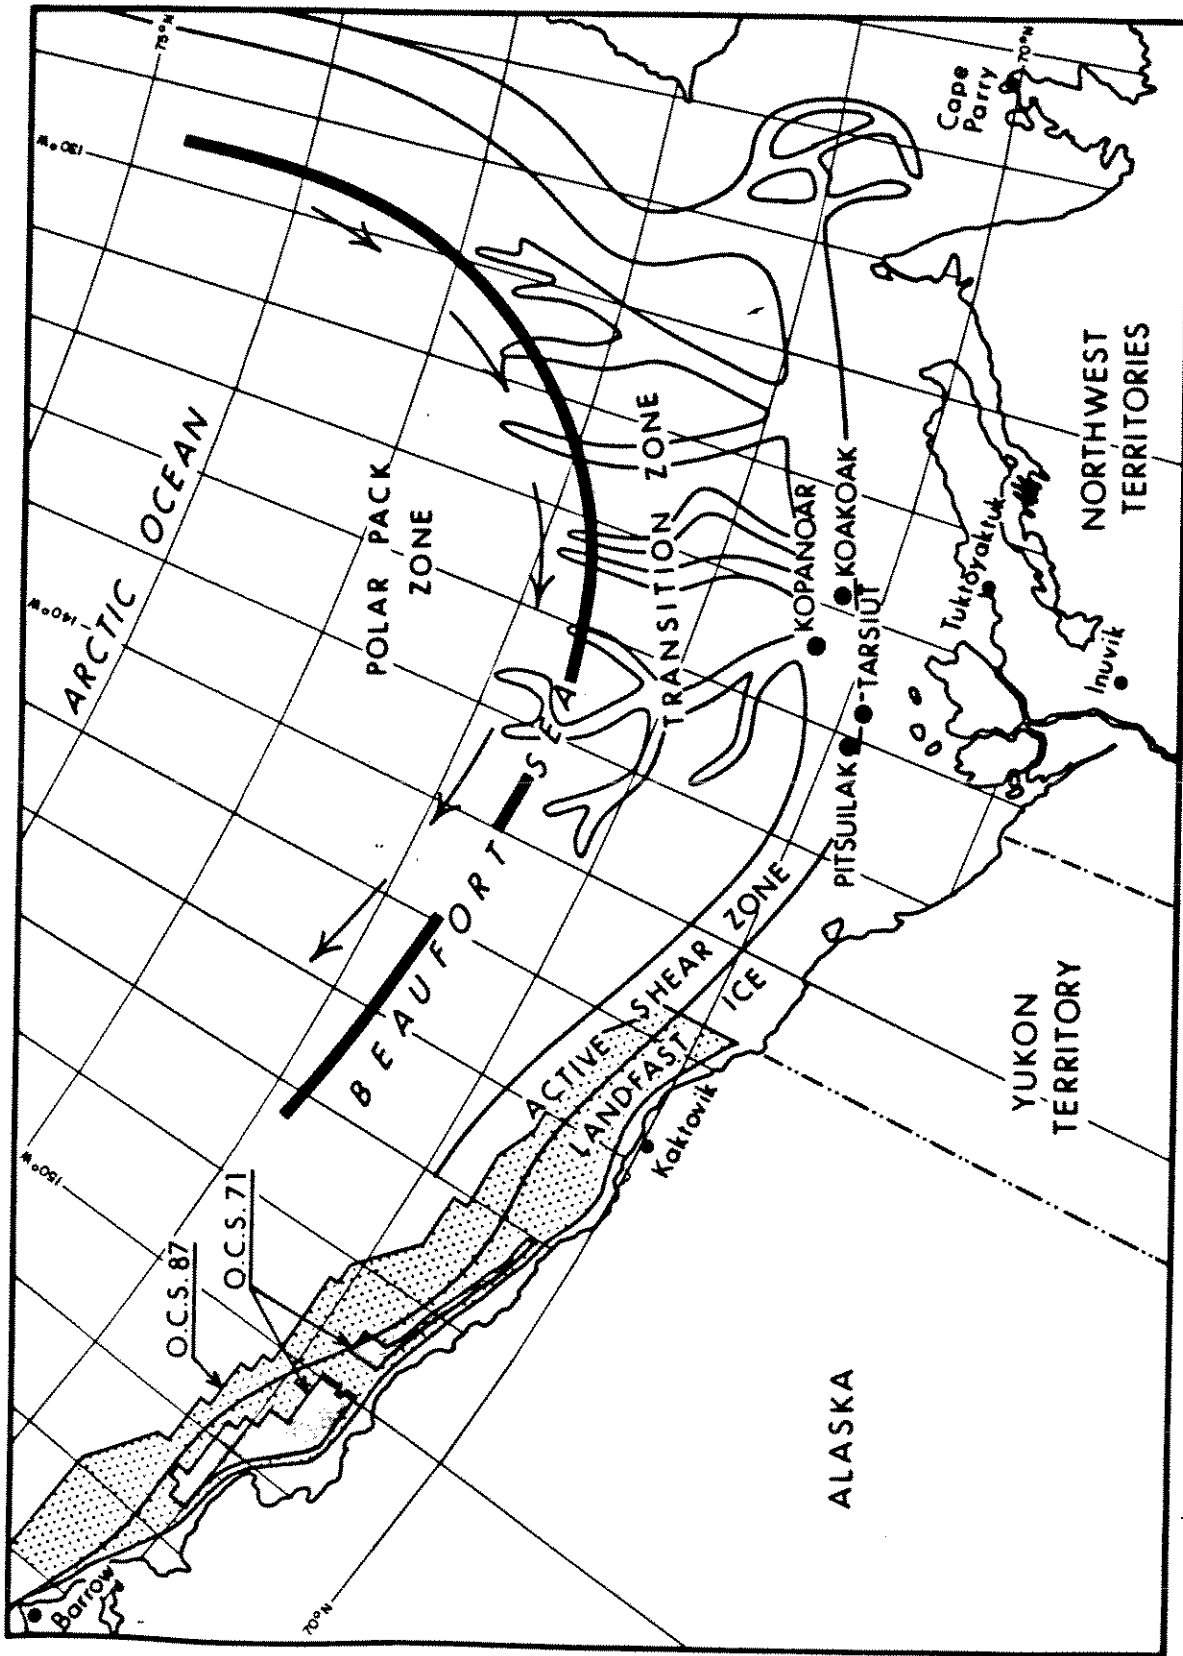 150°W
140°W
130°W
75°N
ARCTIC OCEAN
O.C.S. 87
O.C.S. 71
POLAR PACK
ZONE
BEAUFORT SEA
Barrow
TRANSITION ZONE
ACTIVE SHEAR ZONE
LANDFAST ICE
70°N
Kaktovik
KOPANOAR
KOAKOAK
TARSIUT
PITSUILAK
Cape
Parry
70°N
Tuktoyaktuk
Inuvik
ALASKA
YUKON
TERRITORY
NORTHWEST
TERRITORIES